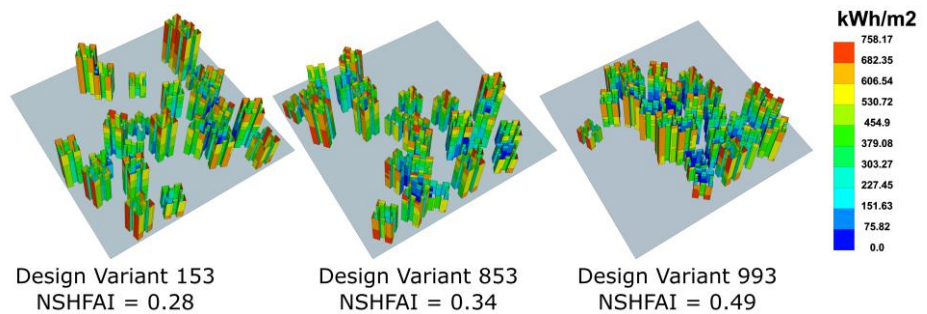 kWh/m2
758.17
682.35
606.54
530.72
454.9
379.08
303.27
227.45
151.63
75.82
0.0
Design Variant 153
NSHFAI = 0.28
Design Variant 853
NSHFAI = 0.34
Design Variant 993
NSHFAI = 0.49